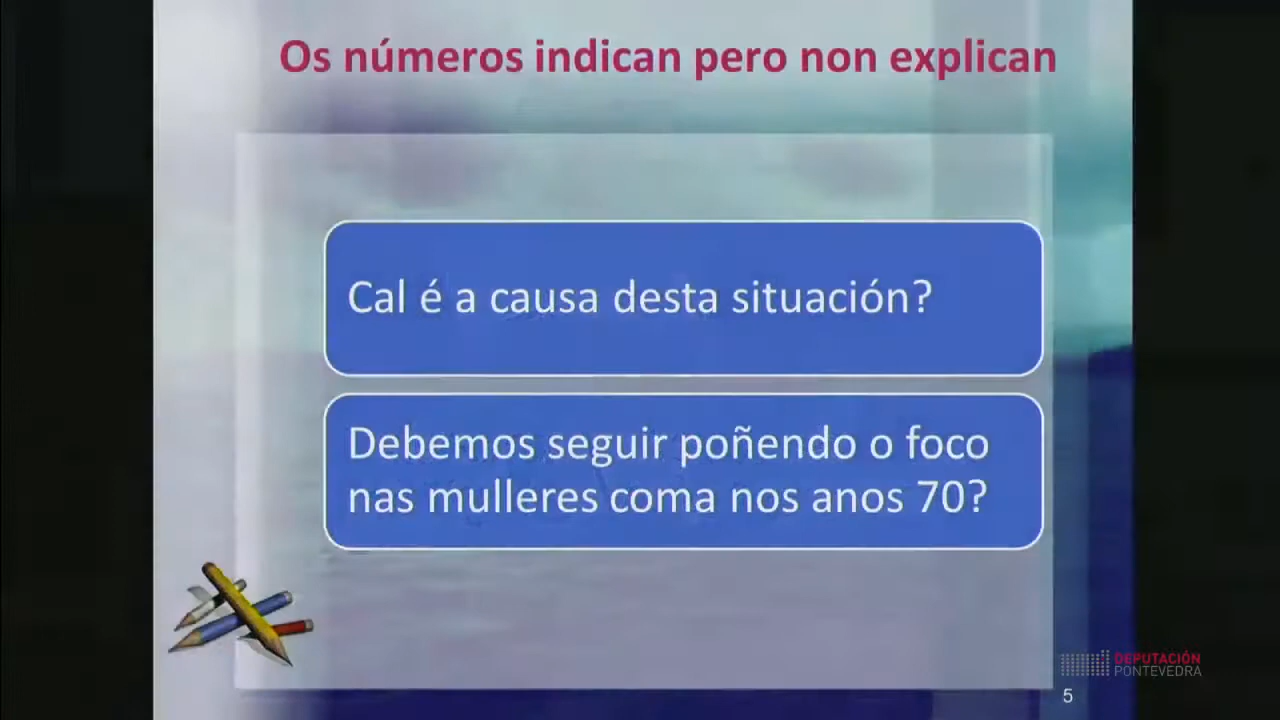 Os números indican pero non explican
Cal é a causa desta situación?
Debemos seguir poñendo o foco
nas mulleres coma nos anos 70?
DEPUTACIÓN
PONTEVEDRA
5